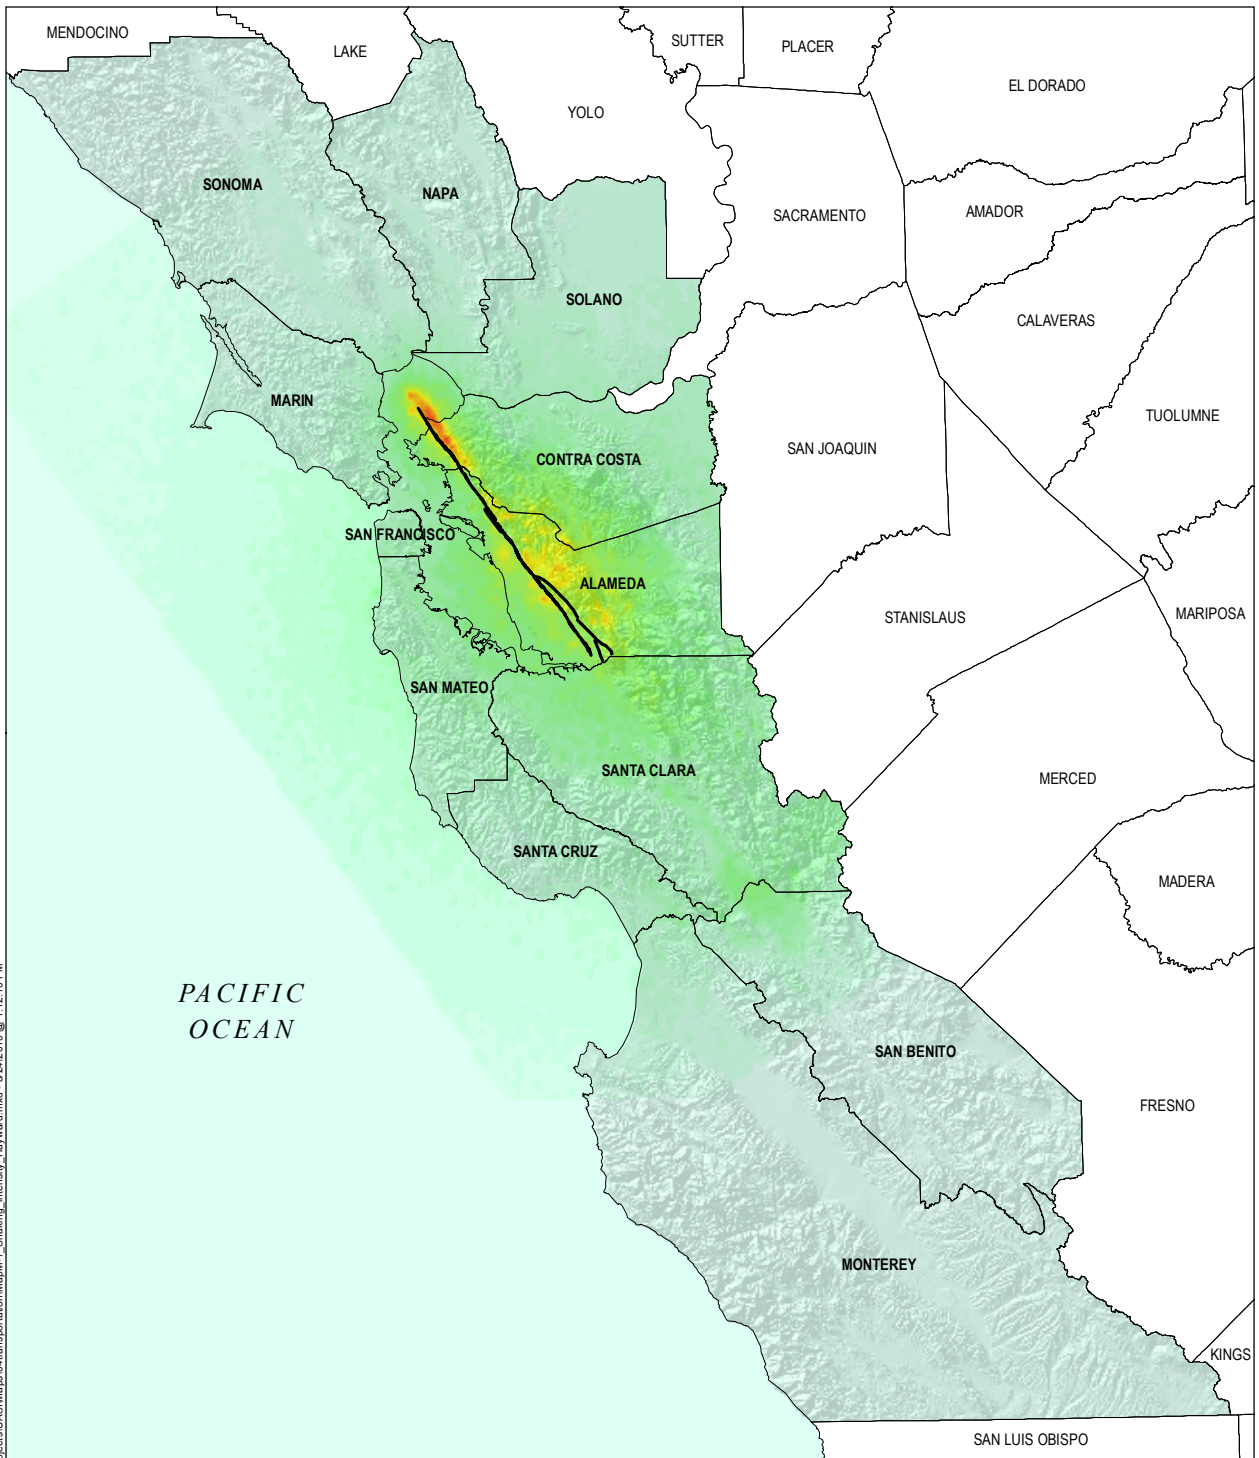 MENDOCINO
LAKE
SUTTER
PLACER
EL DORADO
YOLO
SONOMA
NAPA
SACRAMENTO
AMADOR
SOLANO
CALAVERAS
MARIN
TUOLUMNE
CONTRA COSTA
SAN JOAQUIN
SAN FRANCISCO
ALAMEDA
STANISLAUS
MARIPOSA
SAN MATEO
SANTA CLARA
MERCED
SANTA CRUZ
MADERA
PACIFIC
OCEAN
SAN BENITO
FRESNO
MONTEREY
KINGS
SAN LUIS OBISPO